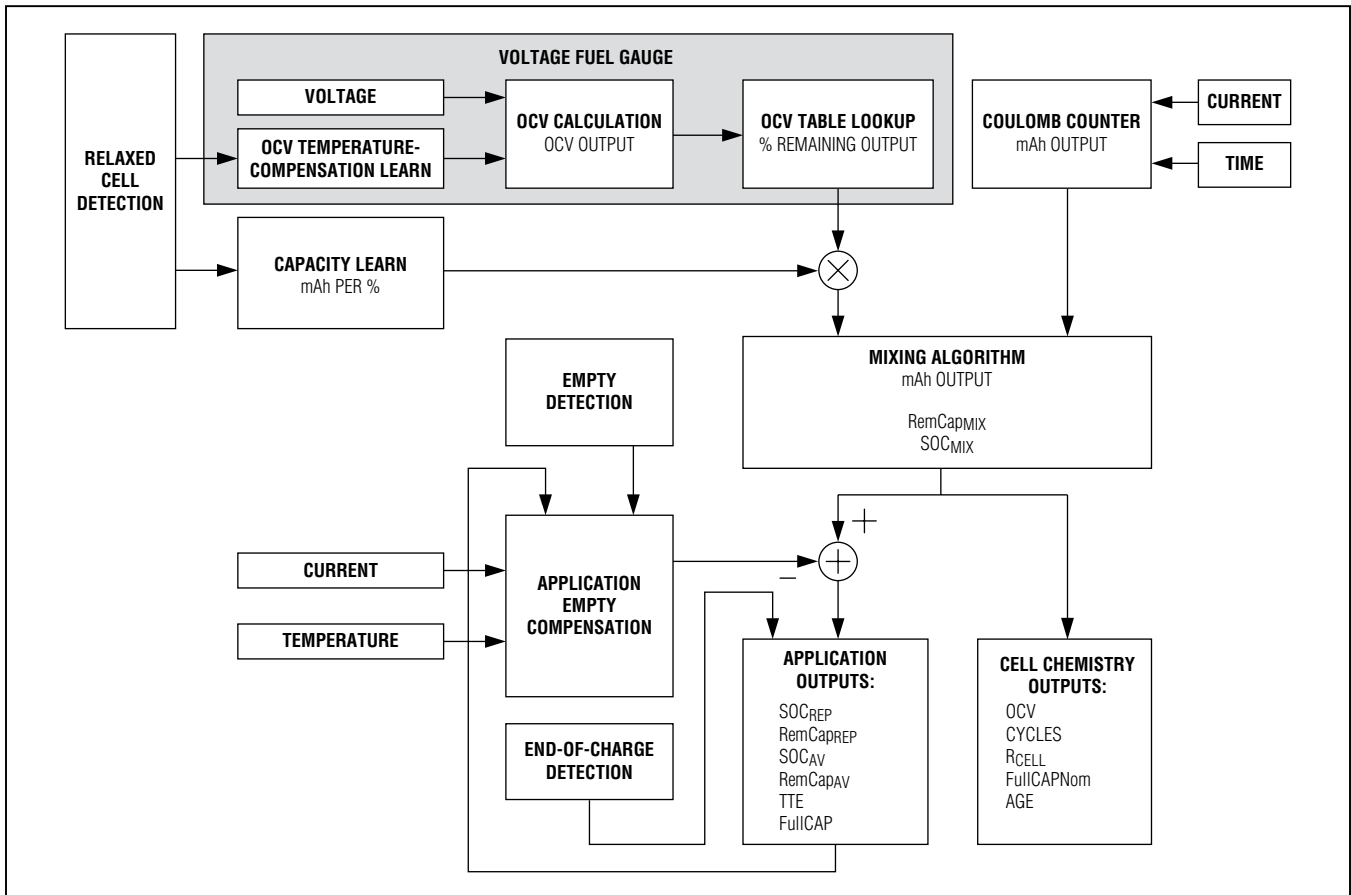 VOLTAGE FUEL GAUGE
RELAXED
CELL
DETECTION
VOLTAGE
OCV TEMPERATURE-
COMPENSATION LEARN
OCV CALCULATION
OCV OUTPUT
OCV TABLE LOOKUP
% REMAINING OUTPUT
COULOMB COUNTER
mAh OUTPUT
CURRENT
TIME
CAPACITY LEARN
mAh PER %
×
MIXING ALGORITHM
mAh OUTPUT
RemCapMIX
SOCMIX
EMPTY
DETECTION
CURRENT
TEMPERATURE
APPLICATION
EMPTY
COMPENSATION
+
+
–
END-OF-CHARGE
DETECTION
APPLICATION
OUTPUTS:
SOCREP
RemCapREP
SOCAV
RemCapAV
TTE
FullCAP
CELL CHEMISTRY
OUTPUTS:
OCV
CYCLES
RCELL
FullCAPNom
AGE